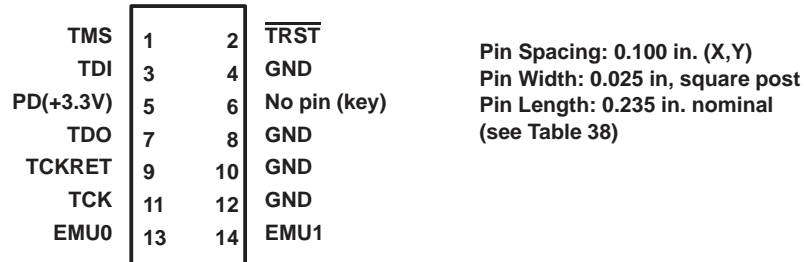 TMS 1 2 TRST
TDI 3 4 GND
PD(+3.3V) 5 6 No pin (key)
TDO 7 8 GND
TCKRET 9 10 GND
TCK 11 12 GND
EMU0 13 14 EMU1
Pin Spacing: 0.100 in. (X,Y)
Pin Width: 0.025 in, square post
Pin Length: 0.235 in. nominal
(see Table 38)